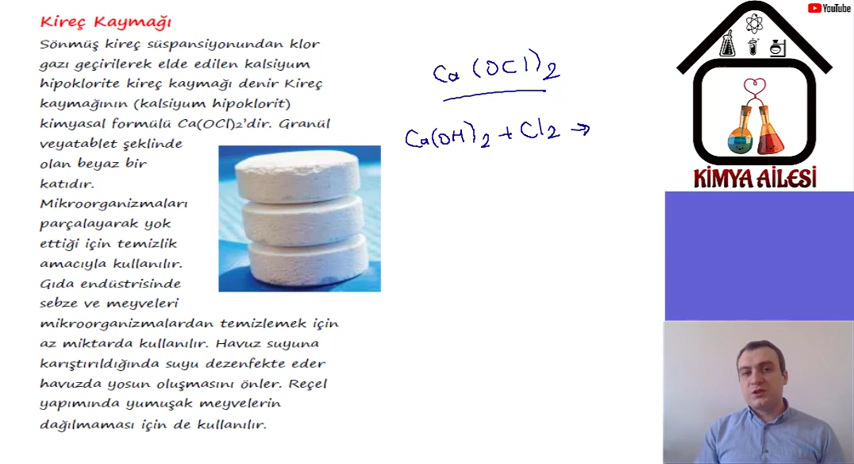 Kireç Kaymağı
Sönmüş kireç süspansiyonundan klor
gazı geçirilerek elde edilen kalsiyum
hipoklorite kireç kaymağı denir Kireç
kaymağının (kalsiyum hipoklorit)
kimyasal formülü Ca(OCl)₂'dir. Granül
veyatablet şeklinde
olan beyaz bir
katıdır.
Mikroorganizmaları
parçalayarak yok
ettiği için temizlik
amacıyla kullanılır.
Gıda endüstrisinde
sebze ve meyveleri
mikroorganizmalardan temizlemek için
az miktarda kullanılır. Havuz suyuna
karıştırıldığında suyu dezenfekte eder
havuzda yosun oluşmasını önler. Reçel
yapımında yumuşak meyvelerin
dağılmaması için de kullanılır.
Ca(OCl)₂
Ca(OH)₂ + Cl₂ →
YouTube
KİMYA AİLESİ